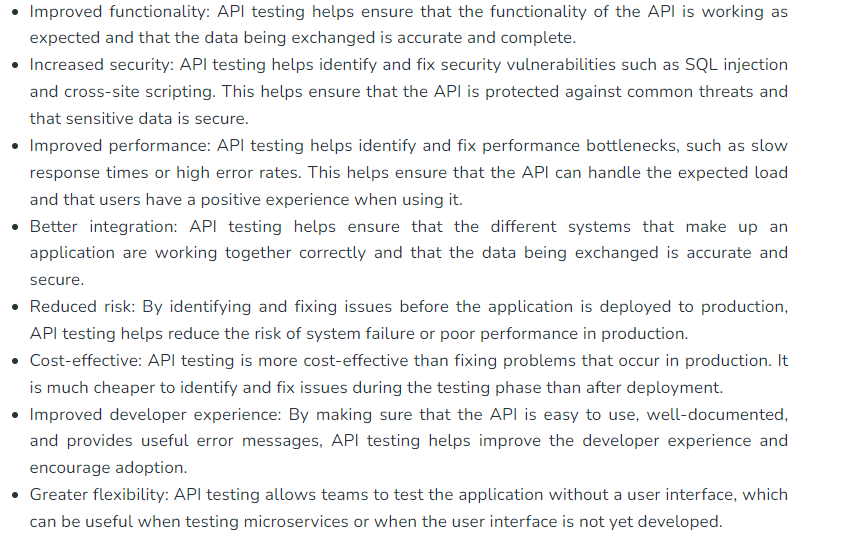 • Improved functionality: API testing helps ensure that the functionality of the API is working as
expected and that the data being exchanged is accurate and complete.
• Increased security: API testing helps identify and fix security vulnerabilities such as SQL injection
and cross-site scripting. This helps ensure that the API is protected against common threats and
that sensitive data is secure.
• Improved performance: API testing helps identify and fix performance bottlenecks, such as slow
response times or high error rates. This helps ensure that the API can handle the expected load
and that users have a positive experience when using it.
• Better integration: API testing helps ensure that the different systems that make up an
application are working together correctly and that the data being exchanged is accurate and
secure.
• Reduced risk: By identifying and fixing issues before the application is deployed to production,
API testing helps reduce the risk of system failure or poor performance in production.
• Cost-effective: API testing is more cost-effective than fixing problems that occur in production. It
is much cheaper to identify and fix issues during the testing phase than after deployment.
• Improved developer experience: By making sure that the API is easy to use, well-documented,
and provides useful error messages, API testing helps improve the developer experience and
encourage adoption.
• Greater flexibility: API testing allows teams to test the application without a user interface, which
can be useful when testing microservices or when the user interface is not yet developed.